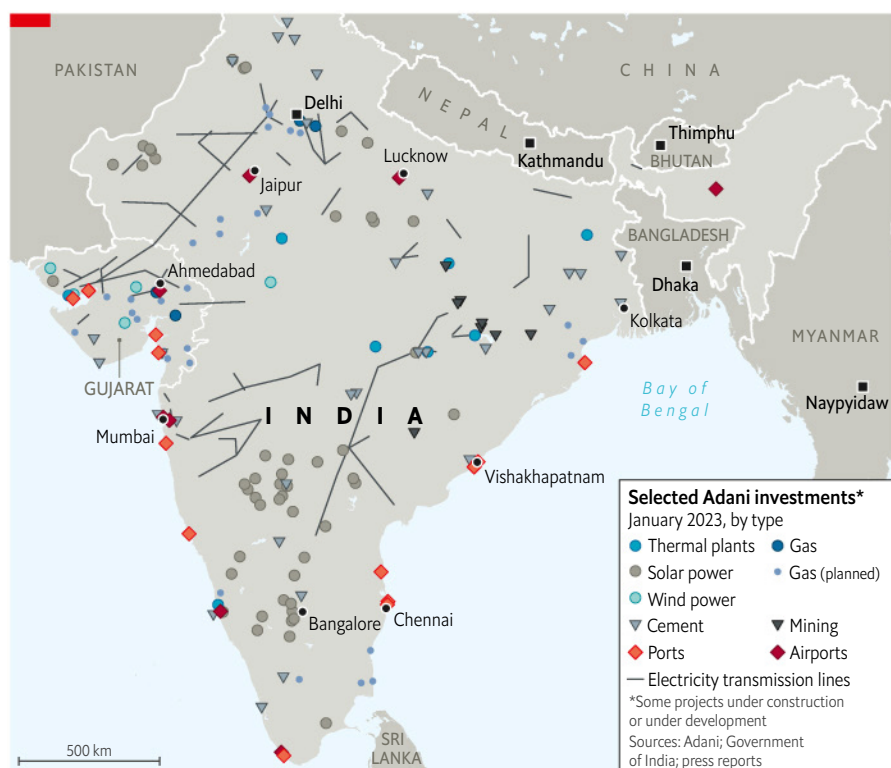 PAKISTAN
CHINA
NEPAL
Delhi
Thimphu
Kathmandu
BHUTAN
Lucknow
Jaipur
BANGLADESH
Ahmedabad
Dhaka
Kolkata
MYANMAR
GUJARAT
Bay of
Bengal
Naypyidaw
INDIA
Mumbai
Vishakhapatnam
Selected Adani investments*
January 2023, by type
Thermal plants
Gas
Solar power
Gas (planned)
Wind power
Cement
Mining
Ports
Airports
Electricity transmission lines
*Some projects under construction
or under development
Sources: Adani; Government
of India; press reports
Bangalore
Chennai
SRI
LANKA
500 km